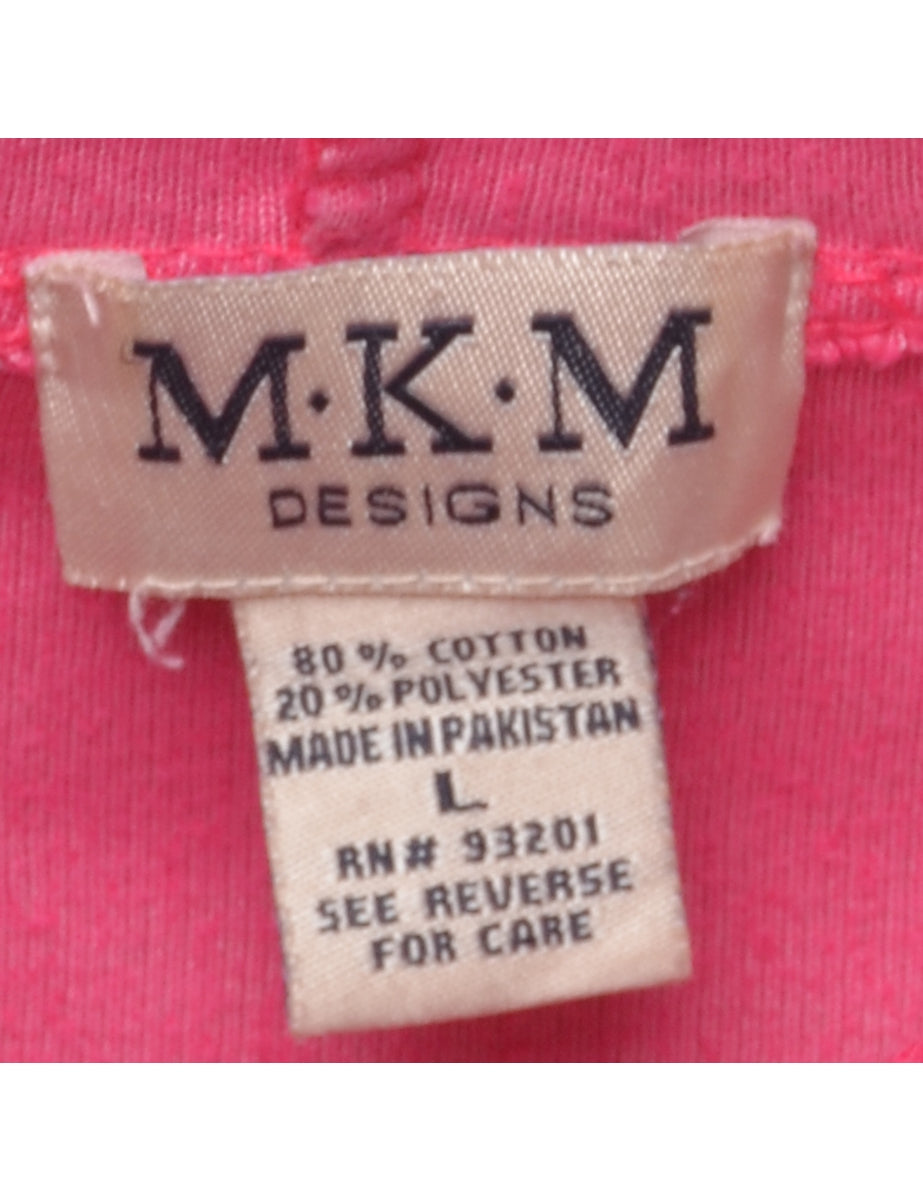 M·K·M
DESIGNS
80% COTTON
20% POLYESTER
MADE IN PAKISTAN
L
RN# 93201
SEE REVERSE
FOR CARE